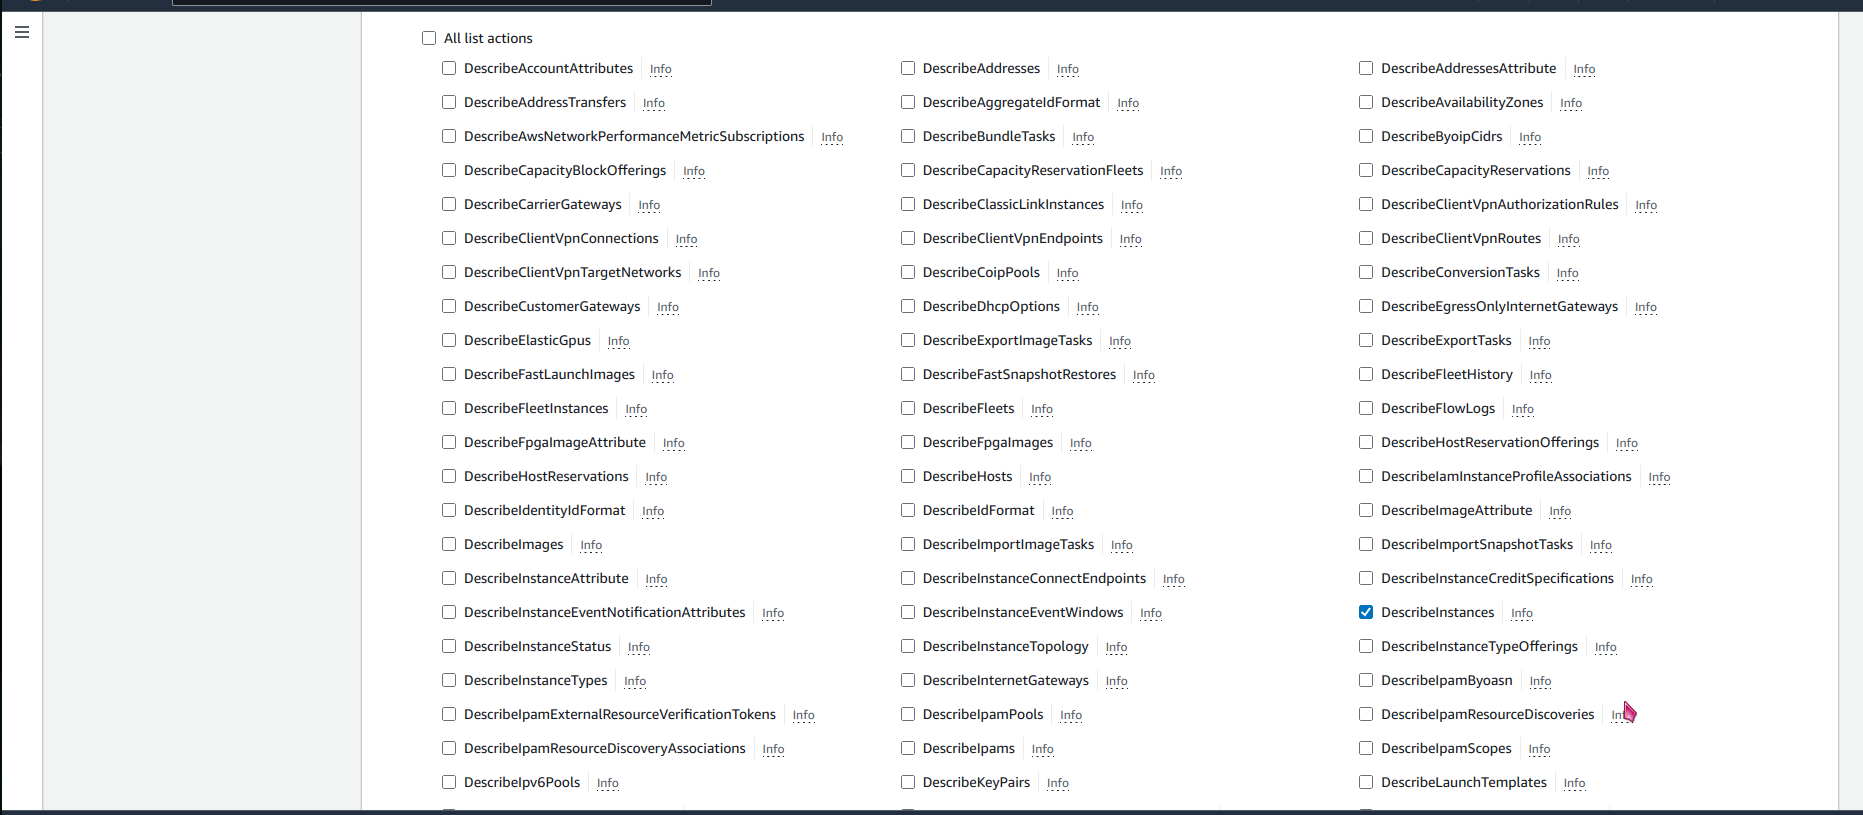 All list actions
DescribeAccountAttributes Info DescribeAddresses Info DescribeAddressesAttribute Info
DescribeAddressTransfers Info DescribeAggregateIdFormat Info DescribeAvailabilityZones Info
DescribeAwsNetworkPerformanceMetricSubscriptions Info DescribeBundleTasks Info DescribeByoipCidrs Info
DescribeCapacityBlockOfferings Info DescribeCapacityReservationFleets Info DescribeCapacityReservations Info
DescribeCarrierGateways Info DescribeClassicLinkInstances Info DescribeClientVpnAuthorizationRules Info
DescribeClientVpnConnections Info DescribeClientVpnEndpoints Info DescribeClientVpnRoutes Info
DescribeClientVpnTargetNetworks Info DescribeCoipPools Info DescribeConversionTasks Info
DescribeCustomerGateways Info DescribeDhcpOptions Info DescribeEgressOnlyInternetGateways Info
DescribeElasticGpus Info DescribeExportImageTasks Info DescribeExportTasks Info
DescribeFastLaunchImages Info DescribeFastSnapshotRestores Info DescribeFleetHistory Info
DescribeFleetInstances Info DescribeFleets Info DescribeFlowLogs Info
DescribeFpgaImageAttribute Info DescribeFpgaImages Info DescribeHostReservationOfferings Info
DescribeHostReservations Info DescribeHosts Info DescribeIamInstanceProfileAssociations Info
DescribeIdentityIdFormat Info DescribeIdFormat Info DescribeImageAttribute Info
DescribeImages Info DescribeImportImageTasks Info DescribeImportSnapshotTasks Info
DescribeInstanceAttribute Info DescribeInstanceConnectEndpoints Info DescribeInstanceCreditSpecifications Info
DescribeInstanceEventNotificationAttributes Info DescribeInstanceEventWindows Info DescribeInstances Info
DescribeInstanceStatus Info DescribeInstanceTopology Info DescribeInstanceTypeOfferings Info
DescribeInstanceTypes Info DescribeInternetGateways Info DescribeIpamByoasn Info
DescribeIpamExternalResourceVerificationTokens Info DescribeIpamPools Info DescribeIpamResourceDiscoveries Info
DescribeIpamResourceDiscoveryAssociations Info DescribeIpams Info DescribeIpamScopes Info
DescribeIpv6Pools Info DescribeKeyPairs Info DescribeLaunchTemplates Info